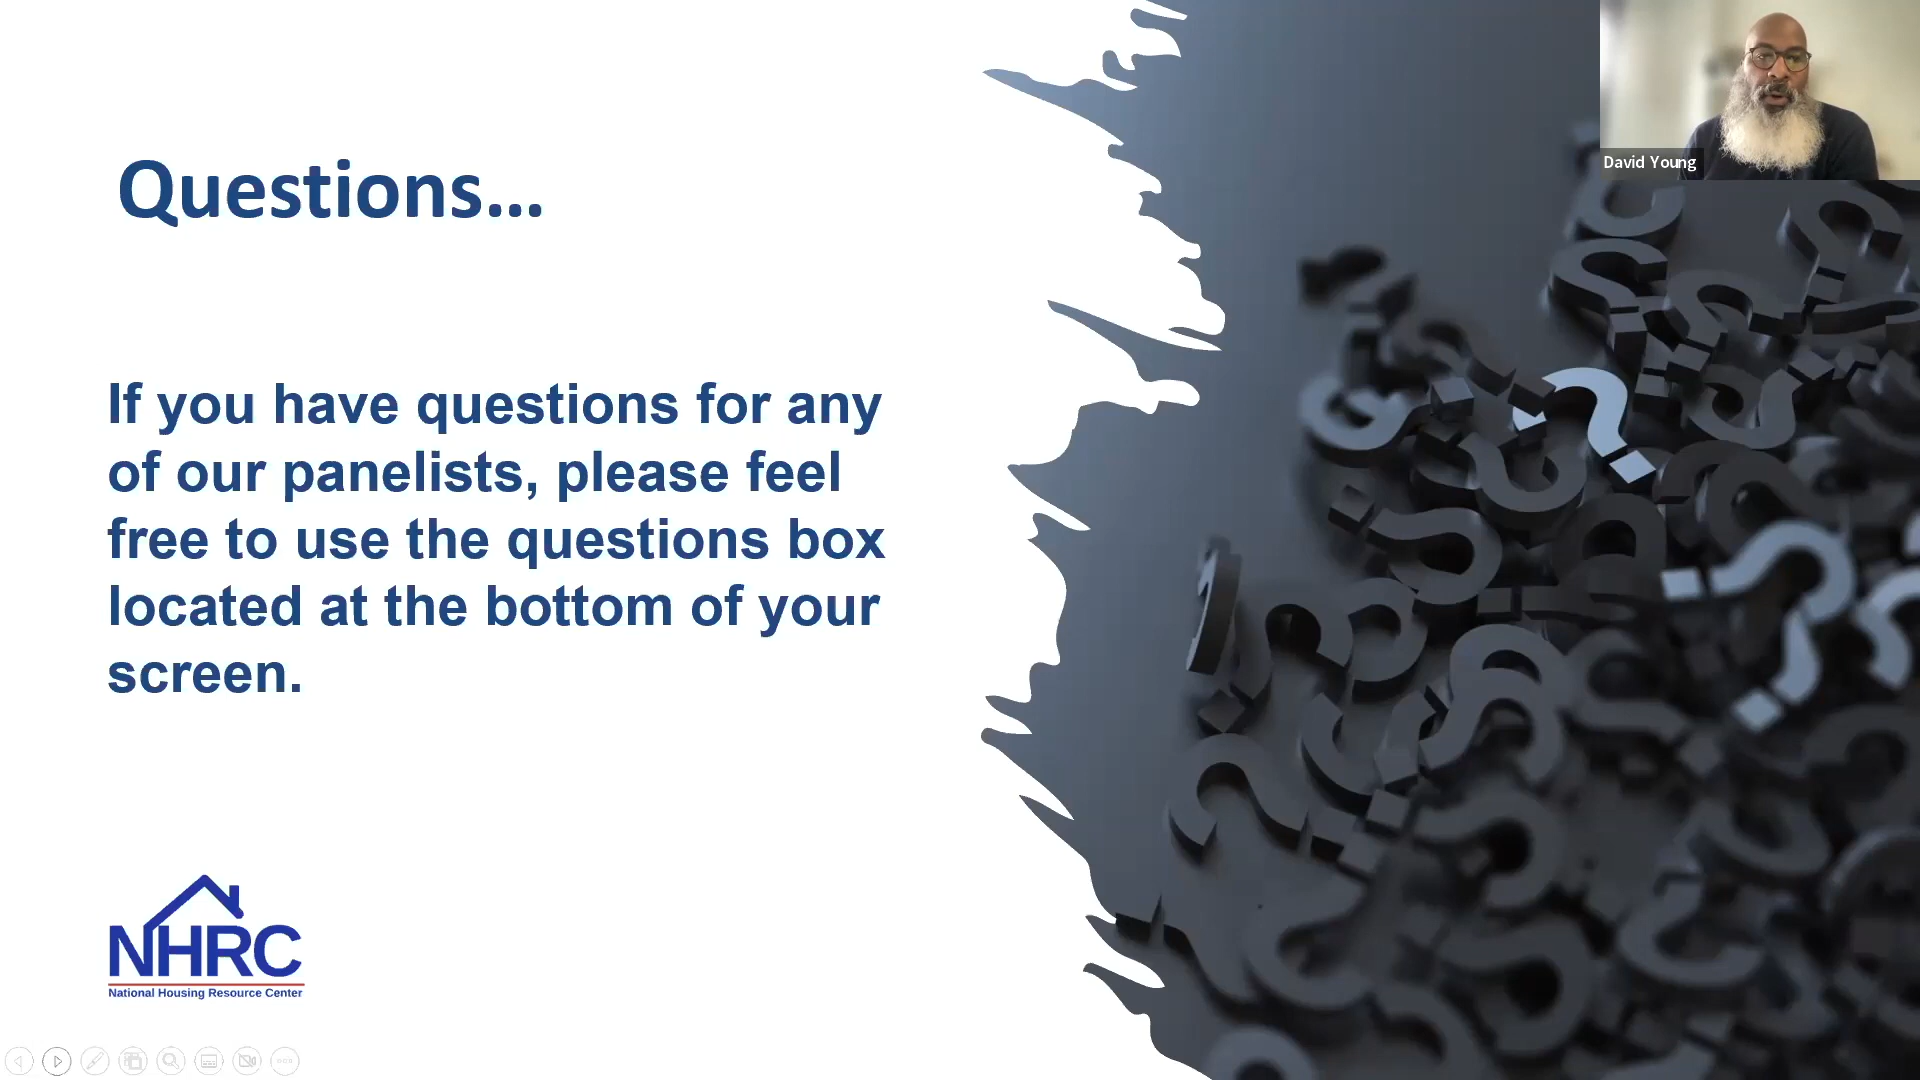 Questions...
If you have questions for any
of our panelists, please feel
free to use the questions box
located at the bottom of your
screen.
NHRC
National Housing Resource Center
David Young